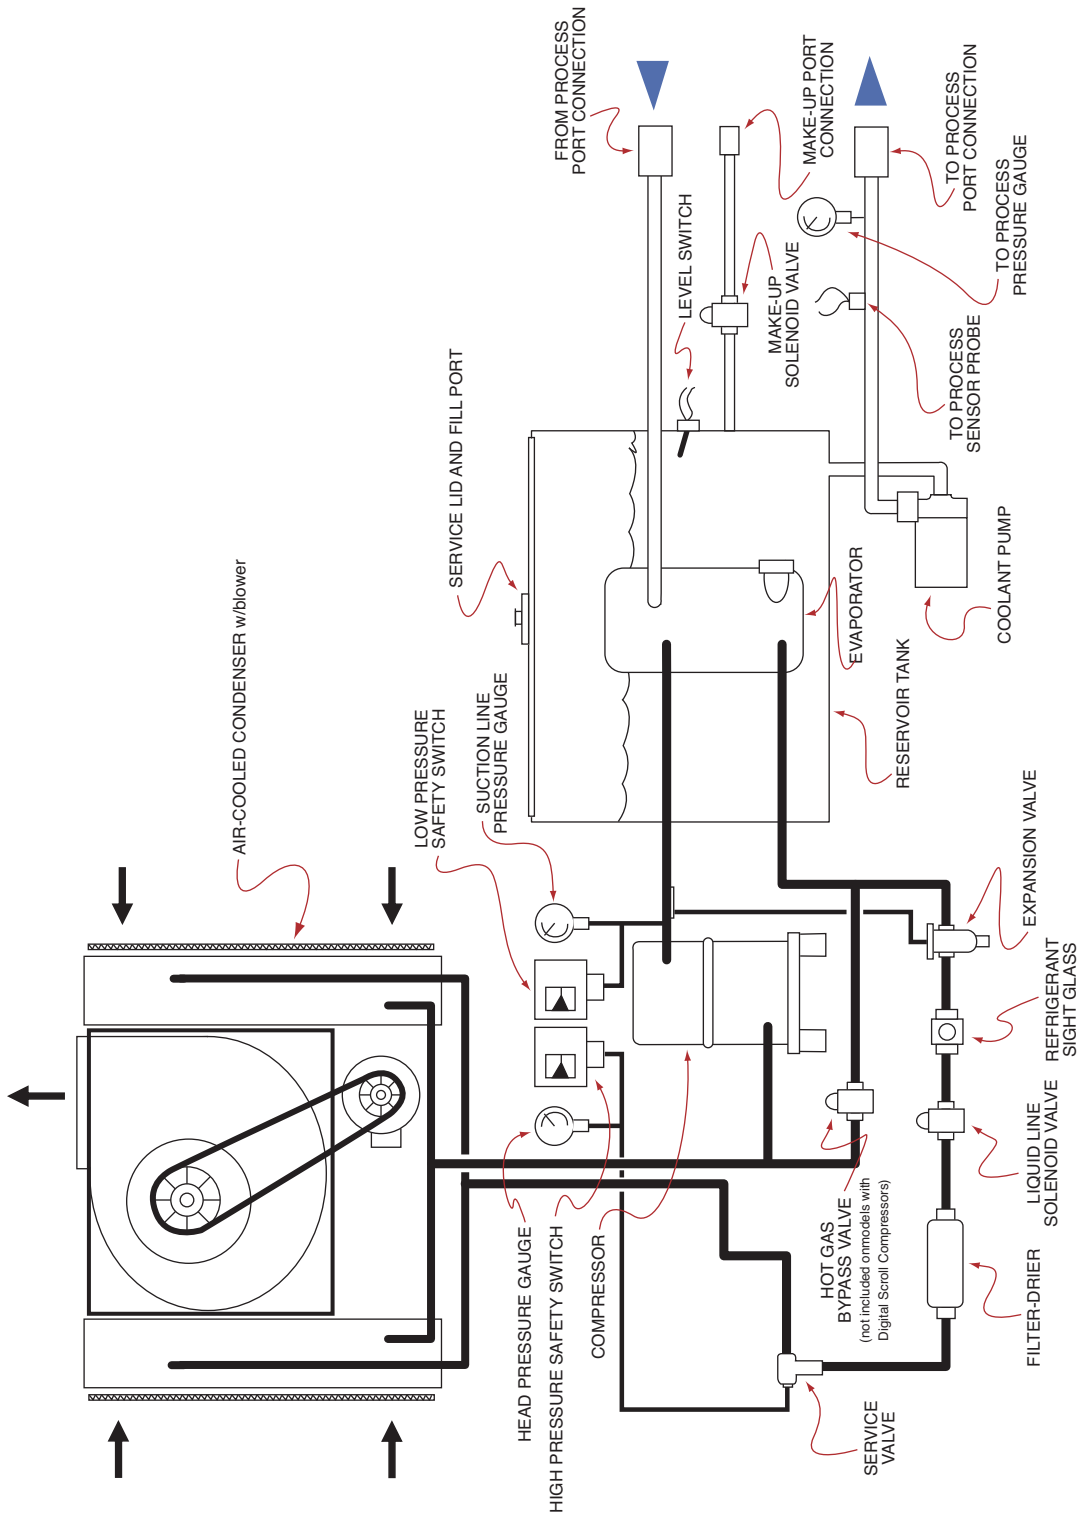 AIR-COOLED CONDENSER w/blower
SERVICE LID AND FILL PORT
FROM PROCESS
PORT CONNECTION
LEVEL SWITCH
MAKE-UP
SOLENOID VALVE
MAKE-UP PORT
CONNECTION
TO PROCESS
PORT CONNECTION
TO PROCESS
PRESSURE GAUGE
TO PROCESS
SENSOR PROBE
LOW PRESSURE
SAFETY SWITCH
SUCTION LINE
PRESSURE GAUGE
EVAPORATOR
RESERVOIR TANK
COOLANT PUMP
HEAD PRESSURE GAUGE
HIGH PRESSURE SAFETY SWITCH
COMPRESSOR
HOT GAS
BYPASS VALVE
(not included onmodels with
Digital Scroll Compressors)
SERVICE
VALVE
FILTER-DRIER
LIQUID LINE
SOLENOID VALVE
REFRIGERANT
SIGHT GLASS
EXPANSION VALVE